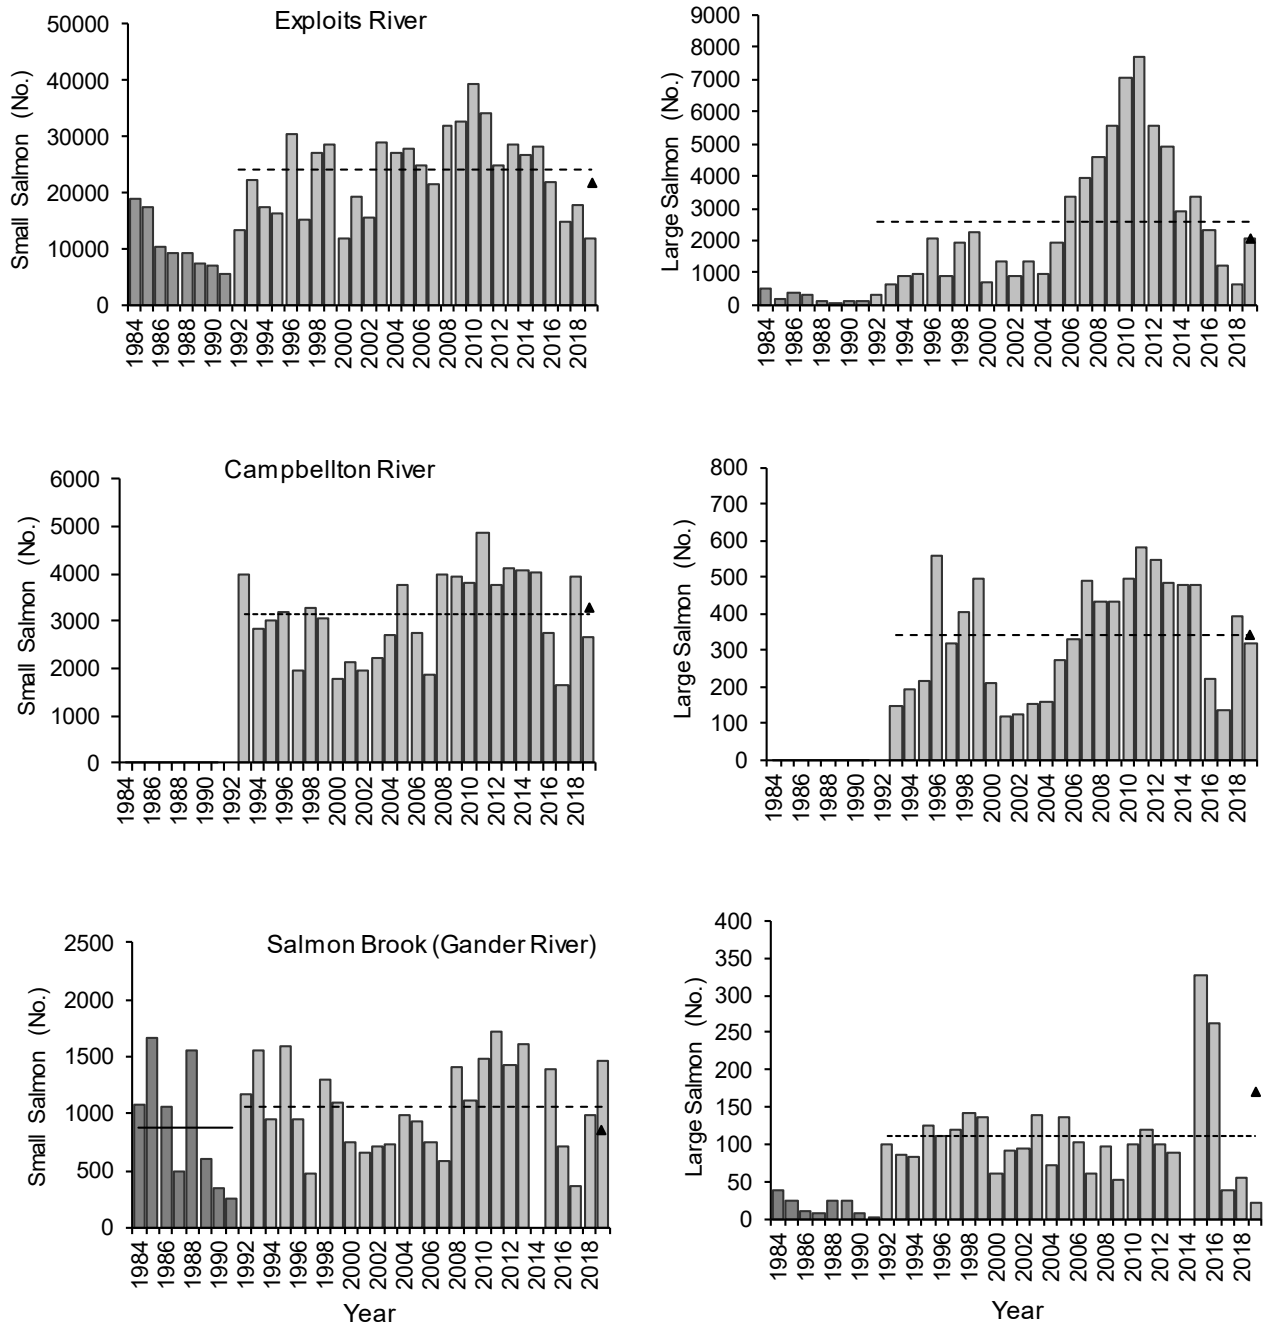 Exploits River
Small Salmon (No.)
50000
40000
30000
20000
10000
0
1984 1986 1988 1990 1992 1994 1996 1998 2000 2002 2004 2006 2008 2010 2012 2014 2016 2018
Large Salmon (No.)
9000
8000
7000
6000
5000
4000
3000
2000
1000
0
1984 1986 1988 1990 1992 1994 1996 1998 2000 2002 2004 2006 2008 2010 2012 2014 2016 2018
Campbellton River
Small Salmon (No.)
6000
5000
4000
3000
2000
1000
0
1984 1986 1988 1990 1992 1994 1996 1998 2000 2002 2004 2006 2008 2010 2012 2014 2016 2018
Large Salmon (No.)
800
700
600
500
400
300
200
100
0
1984 1986 1988 1990 1992 1994 1996 1998 2000 2002 2004 2006 2008 2010 2012 2014 2016 2018
Salmon Brook (Gander River)
Small Salmon (No.)
2500
2000
1500
1000
500
0
1984 1986 1988 1990 1992 1994 1996 1998 2000 2002 2004 2006 2008 2010 2012 2014 2016 2018
Year
Large Salmon (No.)
400
350
300
250
200
150
100
50
0
1984 1986 1988 1990 1992 1994 1996 1998 2000 2002 2004 2006 2008 2010 2012 2014 2016 2018
Year